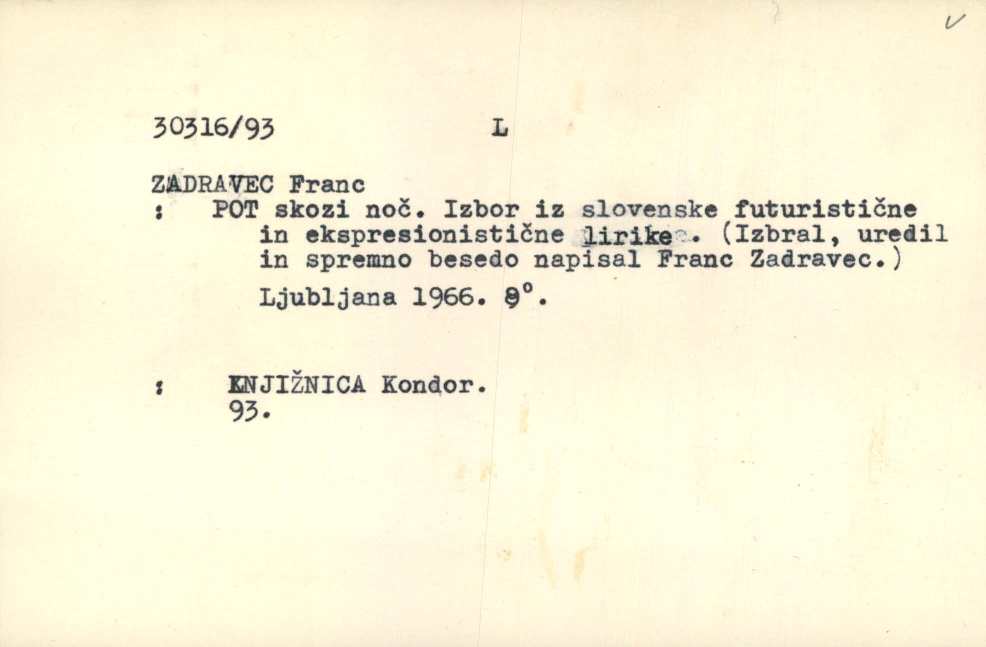 30316/93 L
ZADRAVEC Franc
: POT skozi noč. Izbor iz slovenske futuristične
in ekspresionistične lirike. (Izbral, uredil
in spremno besedo napisal Franc Zadravec.)
Ljubljana 1966. 8°.
: KNJIŽNICA Kondor.
93.